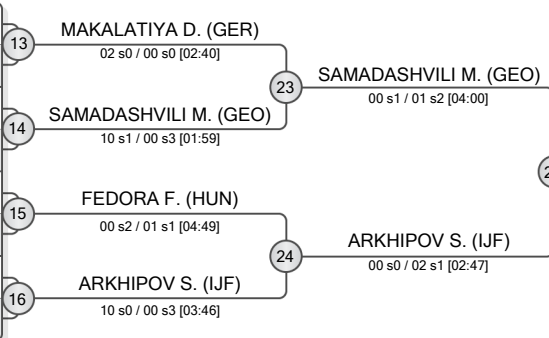 13
MAKALATIYA D. (GER)
02 s0 / 00 s0 [02:40]
23
SAMADASHVILI M. (GEO)
00 s1 / 01 s2 [04:00]
14
SAMADASHVILI M. (GEO)
10 s1 / 00 s3 [01:59]
15
FEDORA F. (HUN)
00 s2 / 01 s1 [04:49]
24
ARKHIPOV S. (IJF)
00 s0 / 02 s1 [02:47]
16
ARKHIPOV S. (IJF)
10 s0 / 00 s3 [03:46]